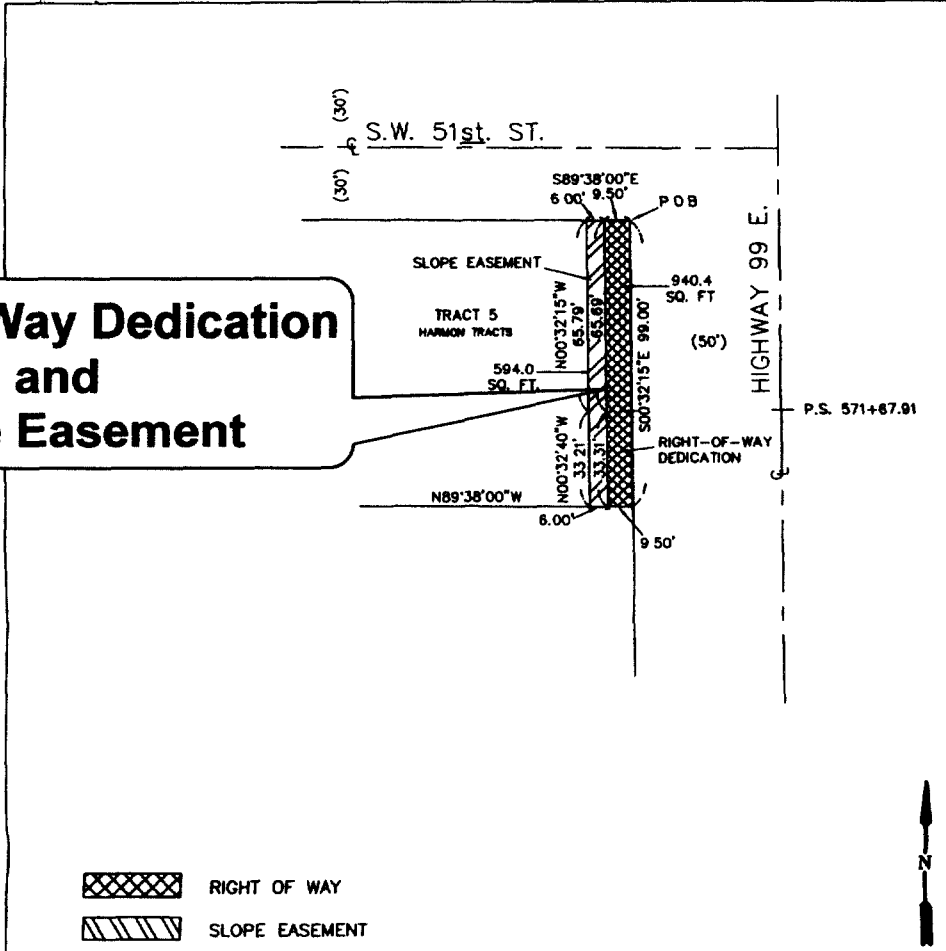 (30')
℄ S.W. 51st. ST.
(30')
S89°38'00"E
6 00' 9.50'
P O B
HIGHWAY 99 E.
SLOPE EASEMENT
940.4
SQ. FT
Way Dedication
and
Easement
TRACT 5
HARMON TRACTS
N00°32'15"W
65.79'
65.69'
S00°32'15"E 99.00'
(50')
594.0
SQ. FT.
P.S. 571+67.91
N00°32'40"W
33 21'
33.31'
RIGHT-OF-WAY
DEDICATION
℄
N89°38'00"W
6.00'
9 50'
N
RIGHT OF WAY
SLOPE EASEMENT